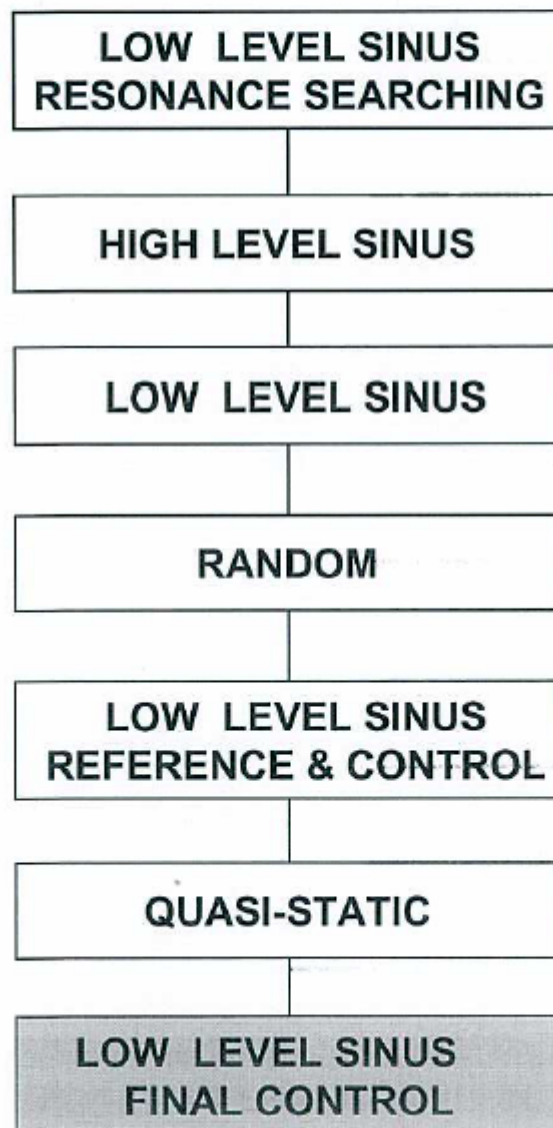 LOW LEVEL SINUS
RESONANCE SEARCHING
HIGH LEVEL SINUS
LOW LEVEL SINUS
RANDOM
LOW LEVEL SINUS
REFERENCE & CONTROL
QUASI-STATIC
LOW LEVEL SINUS
FINAL CONTROL